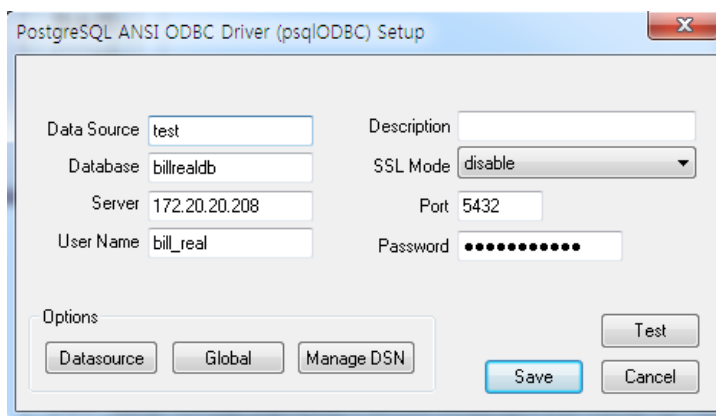 PostgreSQL ANSI ODBC Driver (psqlODBC) Setup
Data Source test Description
Database billrealdb SSL Mode disable
Server 172.20.20.208 Port 5432
User Name bill_real Password ●●●●●●●●●●●
Options
Datasource Global Manage DSN Test
Save Cancel